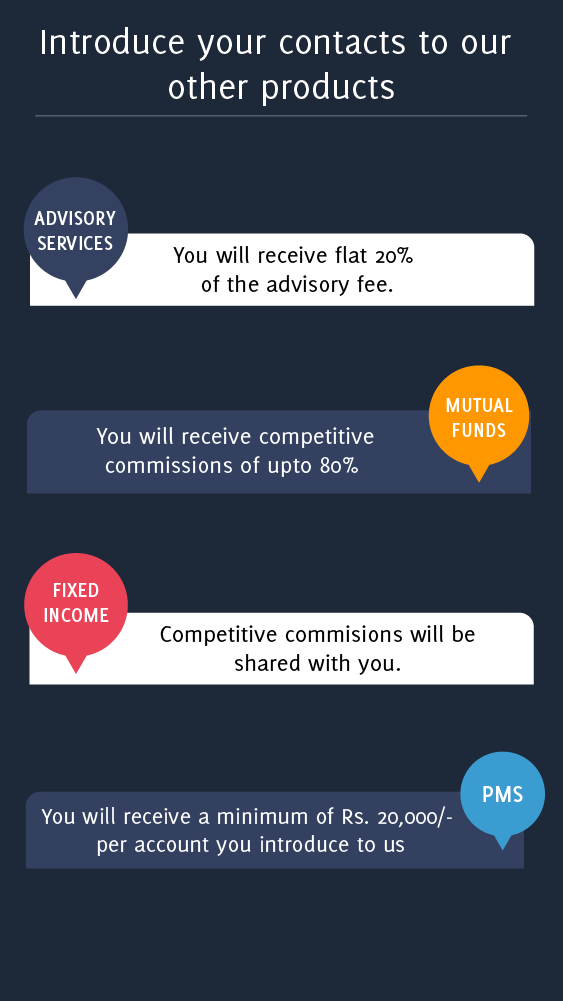 Introduce your contacts to our
other products
ADVISORY
SERVICES
You will receive flat 20%
of the advisory fee.
MUTUAL
FUNDS
You will receive competitive
commissions of upto 80%
FIXED
INCOME
Competitive commisions will be
shared with you.
PMS
You will receive a minimum of Rs. 20,000/-
per account you introduce to us